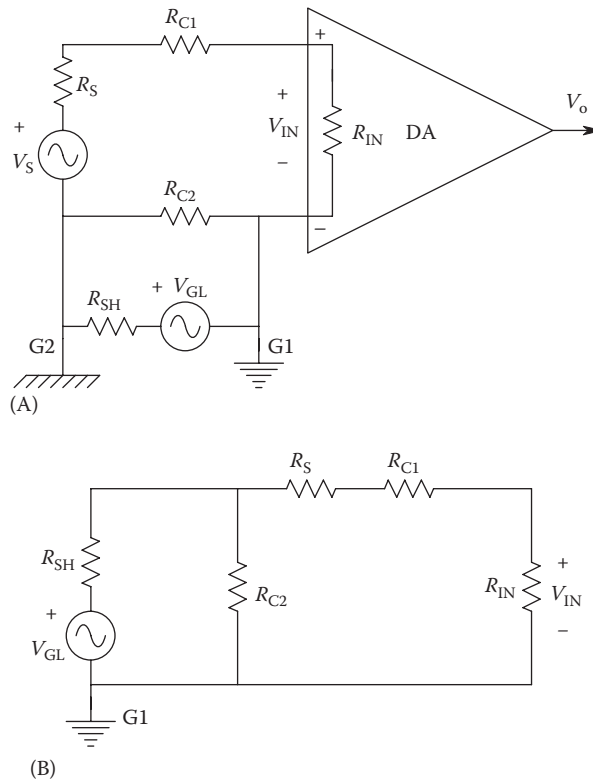 R_C1
+
R_S
V_o
+
+
V_IN
R_IN
DA
V_S
−
R_C2
−
+ V_GL
R_SH
G2
G1
(A)
R_S
R_C1
R_SH
+
R_IN
V_IN
R_C2
+
−
V_GL
G1
(B)